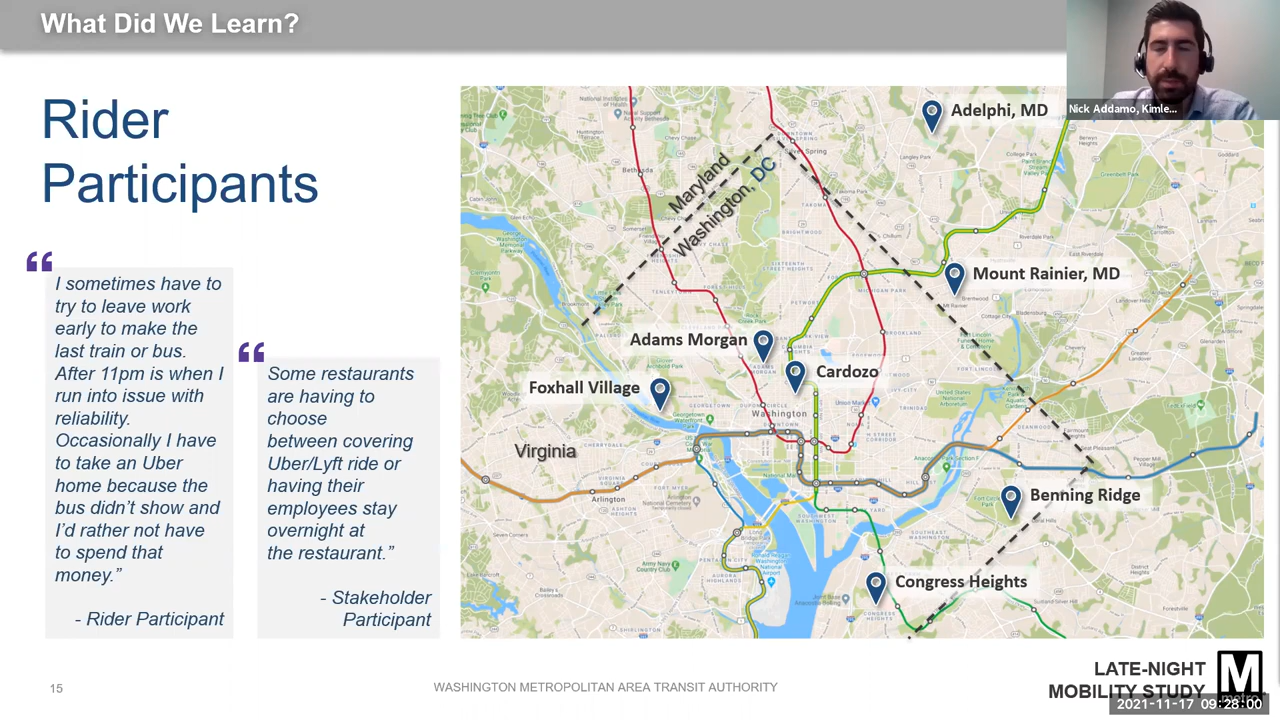 What Did We Learn?
Nick Addamo, Kimle...
Rider
Participants
“
I sometimes have to
try to leave work
early to make the
last train or bus.
After 11pm is when I
run into issue with
reliability.
Occasionally I have
to take an Uber
home because the
bus didn’t show and
I’d rather not have
to spend that
money.”
- Rider Participant
“
Some restaurants
are having to
choose
between covering
Uber/Lyft ride or
having their
employees stay
overnight at
the restaurant.”
- Stakeholder
Participant
Adelphi, MD
Maryland
Washington, DC
Mount Rainier, MD
Adams Morgan
Cardozo
Foxhall Village
Washington
Virginia
Arlington
Bethesda
Benning Ridge
Congress Heights
15
WASHINGTON METROPOLITAN AREA TRANSIT AUTHORITY
LATE-NIGHT
MOBILITY STUDY
M
metro
2021-11-17 09:28:00